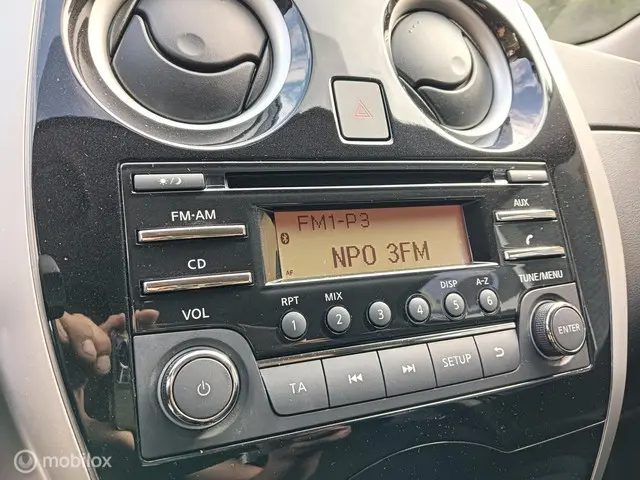 FM·AM
CD
VOL
FM1-P3
NPO 3FM
AF
AUX
TUNE/MENU
RPT
MIX
DISP
A-Z
1
2
3
4
5
6
ENTER
TA
SETUP
mobilox